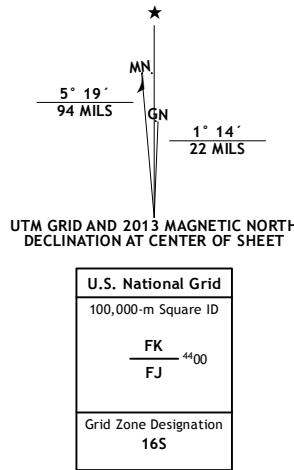 ★
MN
5° 19´
94 MILS
GN
1° 14´
22 MILS
UTM GRID AND 2013 MAGNETIC NORTH
DECLINATION AT CENTER OF SHEET
U.S. National Grid
100,000-m Square ID
FK
⁴⁴00
FJ
Grid Zone Designation
16S